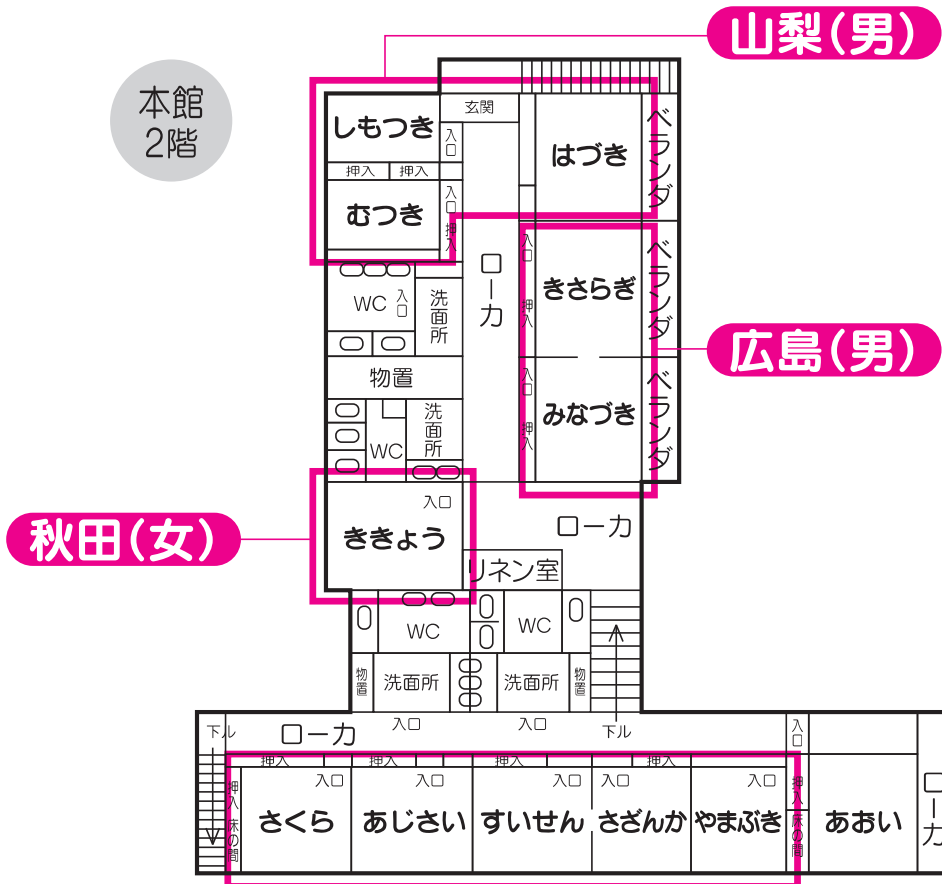 山梨（男）
本館
2階
玄関
しもつき
入口
はづき
ベランダ
押入
押入
むつき
入口
押入
ローカ
入口
押入
きさらぎ
ベランダ
広島（男）
WC
入口
洗面所
物置
入口
押入
みなづき
ベランダ
WC
洗面所
入口
ききょう
秋田（女）
ローカ
リネン室
WC
WC
物置
洗面所
洗面所
物置
入口
入口
下ル
下ル
ローカ
入口
押入
押入
押入
押入
押入
床の間
入口
さくら
入口
あじさい
入口
すいせん
入口
さざんか
入口
やまぶき
押入
床の間
あおい
ローカ